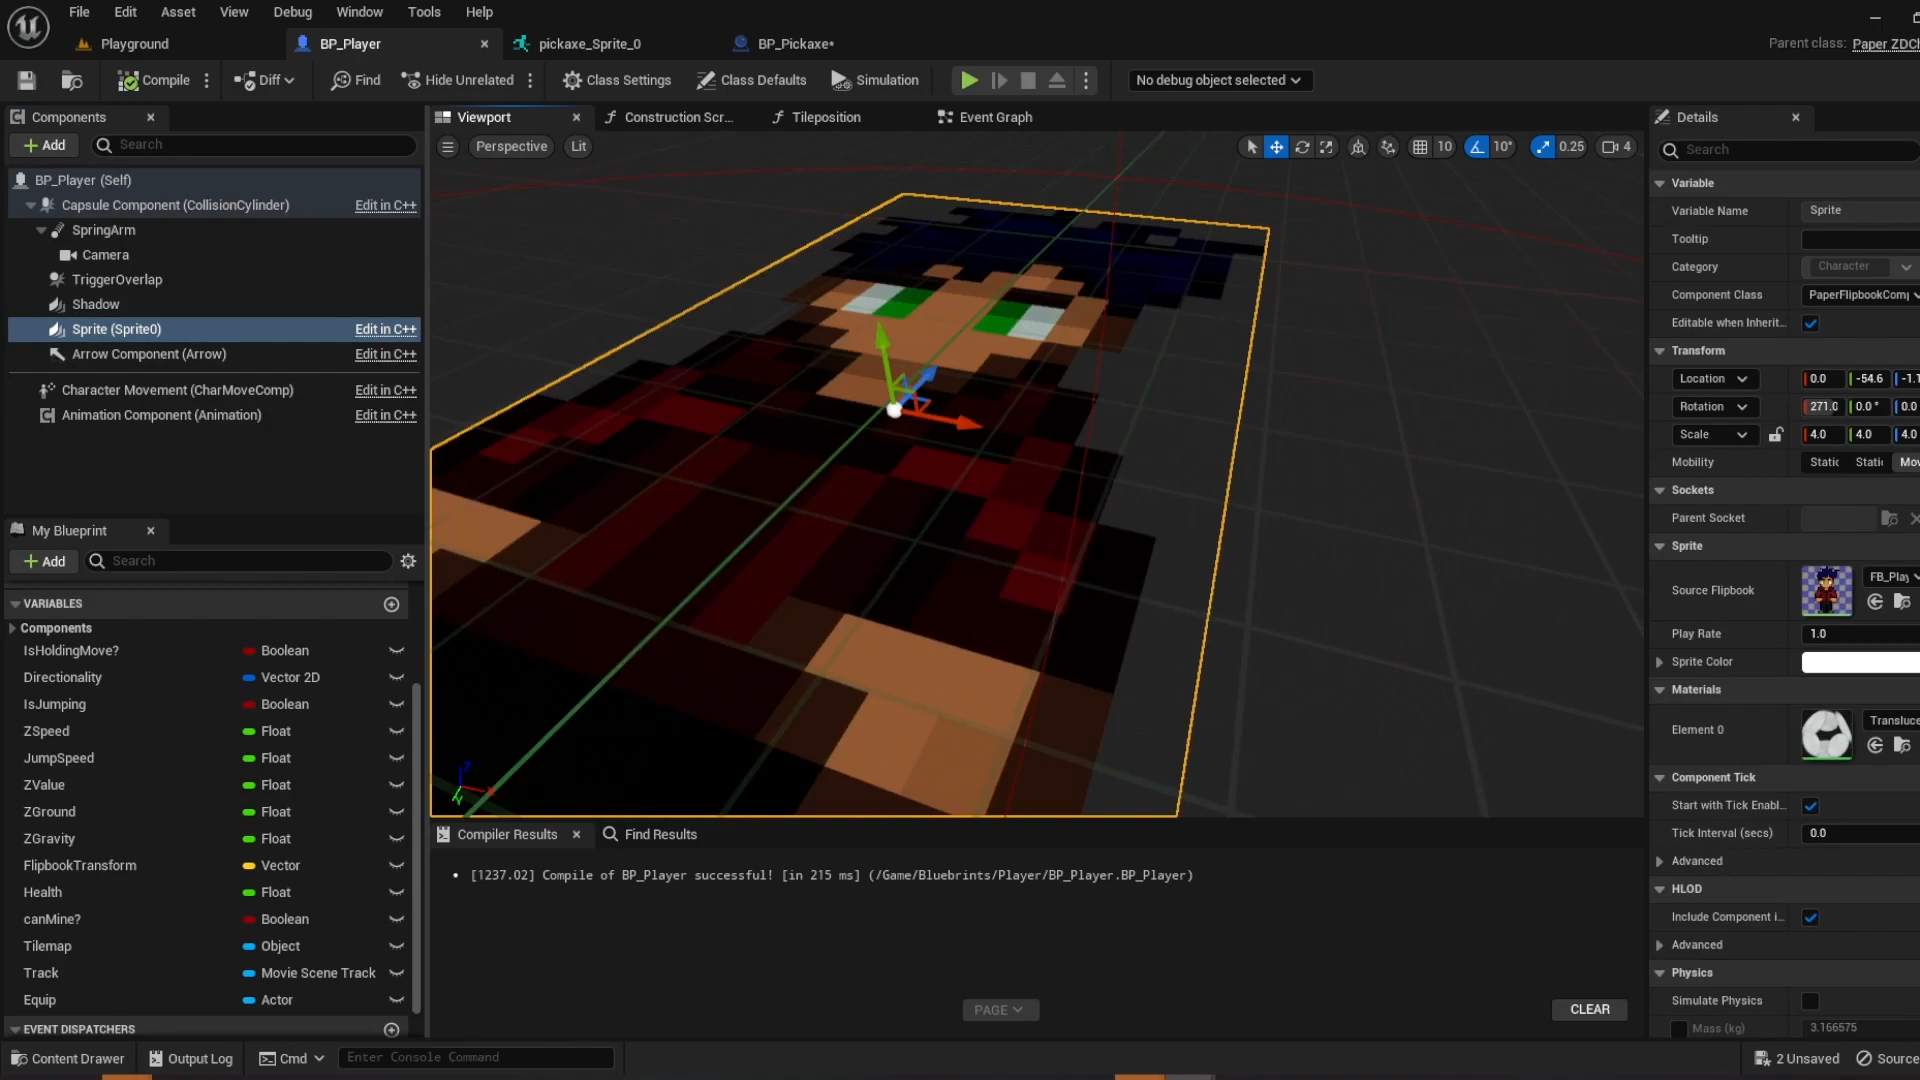 File Edit Asset View Debug Window Tools Help
Playground BP_Player pickaxe_Sprite_0 BP_Pickaxe* Parent class: Paper ZDCh
Compile Diff Find Hide Unrelated Class Settings Class Defaults Simulation No debug object selected
Components Viewport Construction Scr... Tileposition Event Graph Details
+ Add Search Perspective Lit 10 10° 0.25 4 Search
BP_Player (Self)
Capsule Component (CollisionCylinder) Edit in C++
SpringArm
Camera
TriggerOverlap
Shadow
Sprite (Sprite0) Edit in C++
Arrow Component (Arrow) Edit in C++
Character Movement (CharMoveComp) Edit in C++
Animation Component (Animation) Edit in C++
My Blueprint
+ Add Search
VARIABLES
Components
IsHoldingMove? Boolean
Directionality Vector 2D
IsJumping Boolean
ZSpeed Float
JumpSpeed Float
ZValue Float
ZGround Float
ZGravity Float
FlipbookTransform Vector
Health Float
canMine? Boolean
Tilemap Object
Track Movie Scene Track
Equip Actor
EVENT DISPATCHERS
Z
X
Y
Compiler Results Find Results
• [1237.02] Compile of BP_Player successful! [in 215 ms] (/Game/Bluebrints/Player/BP_Player.BP_Player)
PAGE CLEAR
Variable
Variable Name Sprite
Tooltip
Category Character
Component Class PaperFlipbookComp
Editable when Inherit...
Transform
Location 0.0 -54.6 -1.1
Rotation 271.0 0.0° 0.0
Scale 4.0 4.0 4.0
Mobility Static Static Mov
Sockets
Parent Socket
Sprite
Source Flipbook FB_Play
Play Rate 1.0
Sprite Color
Materials
Element 0 Transluce
Component Tick
Start with Tick Enabl...
Tick Interval (secs) 0.0
Advanced
HLOD
Include Component i...
Advanced
Physics
Simulate Physics
Mass (kg) 3.166575
Content Drawer Output Log Cmd Enter Console Command 2 Unsaved Source